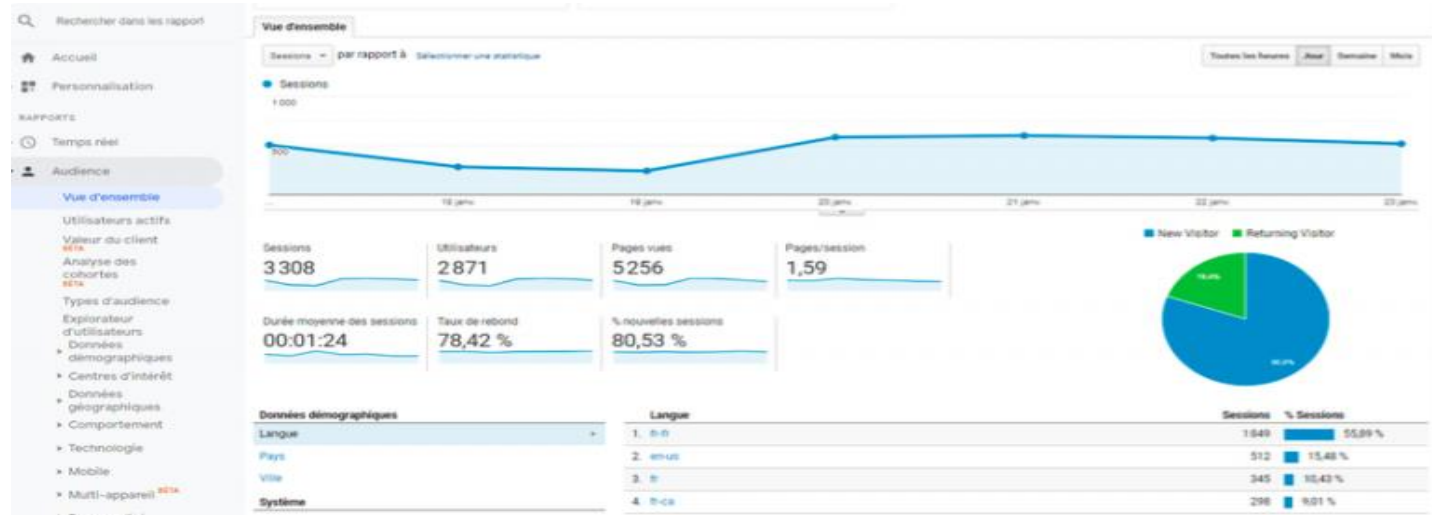 Rechercher dans les rapport
Accueil
Personnalisation
RAPPORTS
Temps réel
Audience
Vue d'ensemble
Utilisateurs actifs
Valeur du client
BÊTA
Analyse des
cohortes
BÊTA
Types d'audience
Explorateur
d'utilisateurs
Données
démographiques
Centres d'intérêt
Données
géographiques
Comportement
Technologie
Mobile
Multi-appareil BÊTA
Vue d'ensemble
Sessions par rapport à Sélectionner une statistique
Toutes les heures Jour Semaine Mois
Sessions
1 000
500
... 18 janv. 19 janv. 20 janv. 21 janv. 22 janv. 23 janv.
New Visitor Returning Visitor
Sessions Utilisateurs Pages vues Pages/session
3 308 2 871 5 256 1,59
Durée moyenne des sessions Taux de rebond % nouvelles sessions
00:01:24 78,42 % 80,53 %
Données démographiques
Langue
Pays
Ville
Système
Langue Sessions % Sessions
1. fr-fr 1 849 55,89 %
2. en-us 512 15,48 %
3. fr 345 10,43 %
4. fr-ca 298 9,01 %